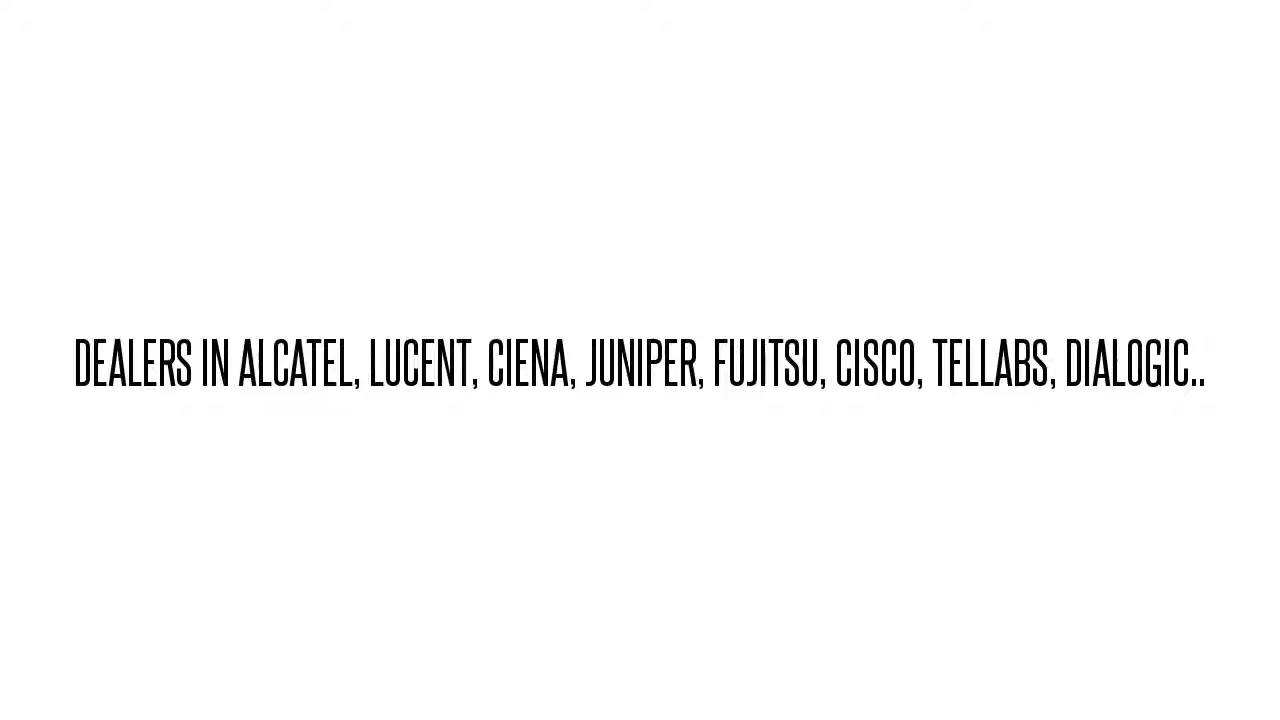 DEALERS IN ALCATEL, LUCENT, CIENA, JUNIPER, FUJITSU, CISCO, TELLABS, DIALOGIC..